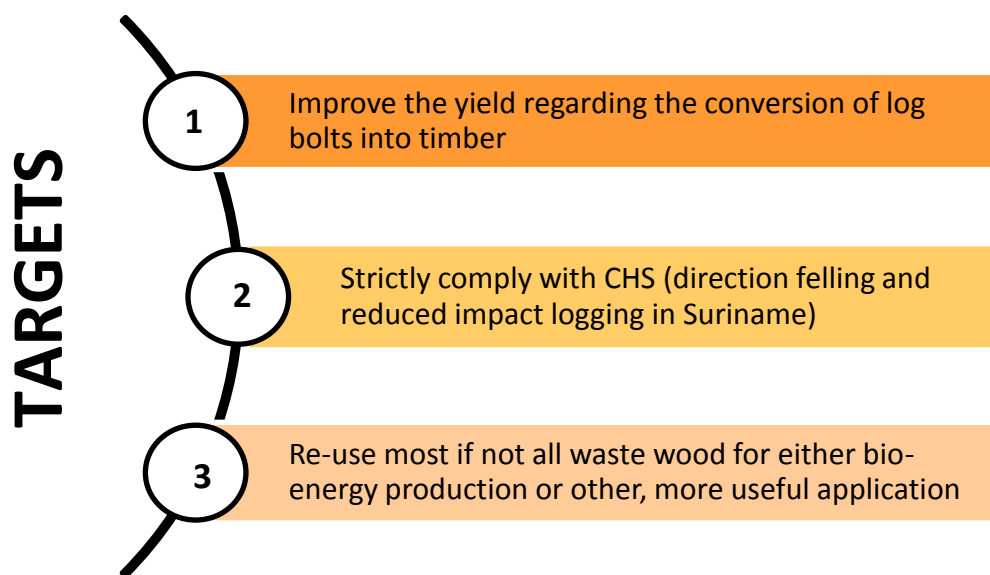 TARGETS
1
Improve the yield regarding the conversion of log
bolts into timber
2
Strictly comply with CHS (direction felling and
reduced impact logging in Suriname)
3
Re-use most if not all waste wood for either bio-
energy production or other, more useful application